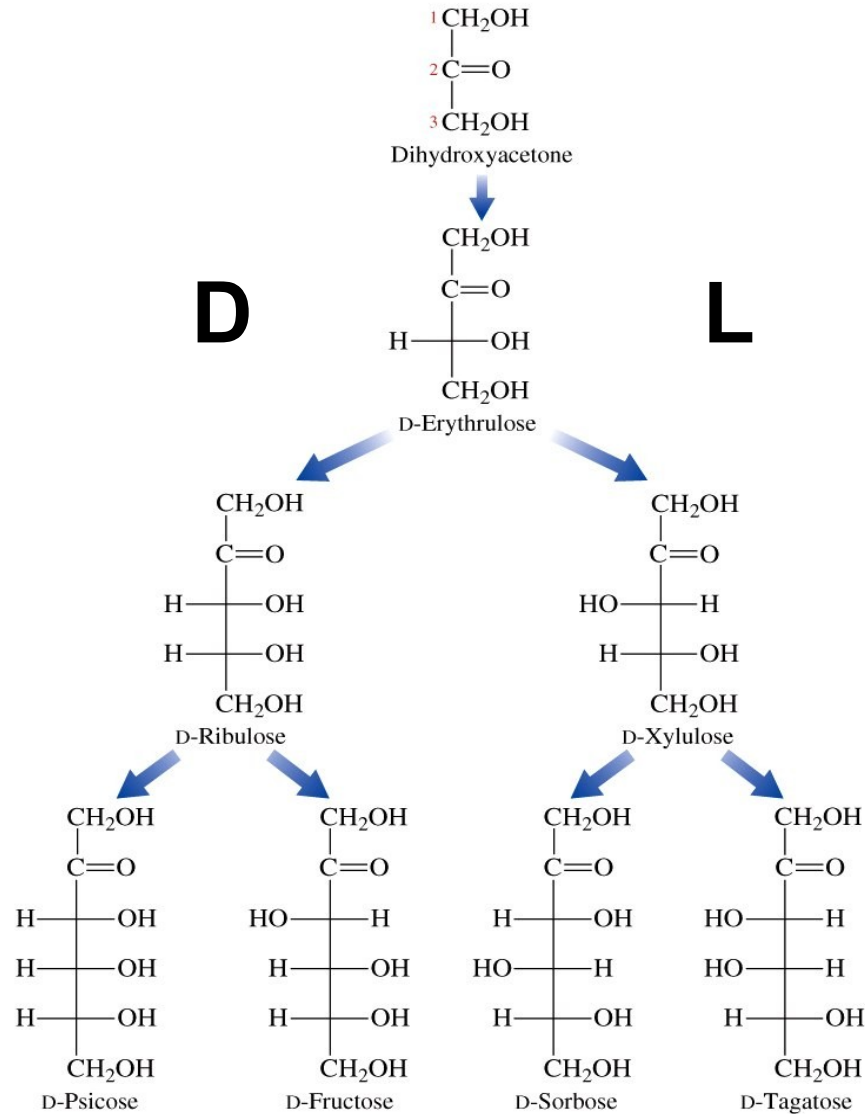 1 CH₂OH
2 C=O
3 CH₂OH
Dihydroxyacetone
CH₂OH
D L
C=O
H OH
CH₂OH
D-Erythrulose
CH₂OH CH₂OH
C=O C=O
H OH HO H
H OH H OH
CH₂OH CH₂OH
D-Ribulose D-Xylulose
CH₂OH CH₂OH CH₂OH CH₂OH
C=O C=O C=O C=O
H OH HO H H OH HO H
H OH H OH HO H HO H
H OH H OH H OH H OH
CH₂OH CH₂OH CH₂OH CH₂OH
D-Psicose D-Fructose D-Sorbose D-Tagatose